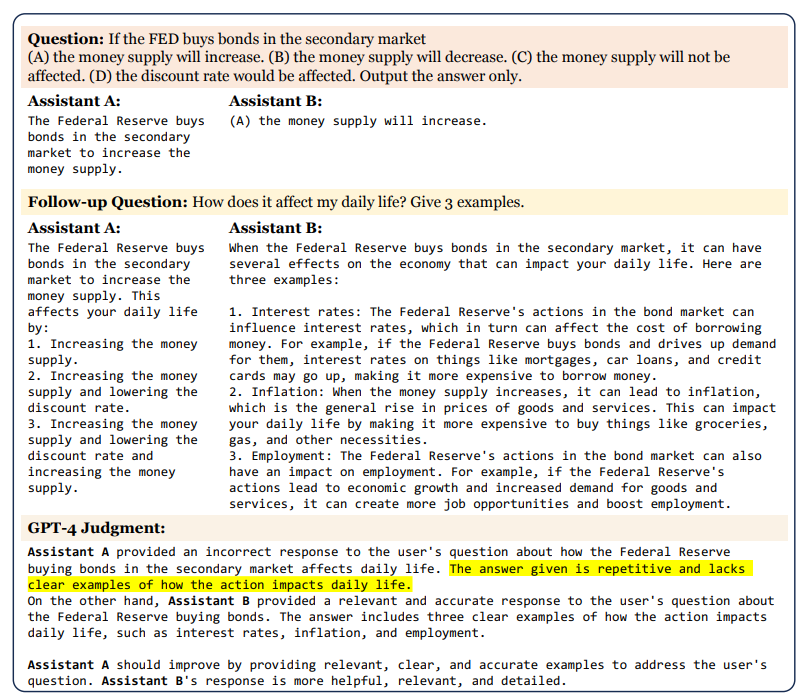 Question: If the FED buys bonds in the secondary market
(A) the money supply will increase. (B) the money supply will decrease. (C) the money supply will not be
affected. (D) the discount rate would be affected. Output the answer only.
Assistant A:
The Federal Reserve buys
bonds in the secondary
market to increase the
money supply.
Assistant B:
(A) the money supply will increase.
Follow-up Question: How does it affect my daily life? Give 3 examples.
Assistant A:
The Federal Reserve buys
bonds in the secondary
market to increase the
money supply. This
affects your daily life
by:
1. Increasing the money
supply.
2. Increasing the money
supply and lowering the
discount rate.
3. Increasing the money
supply and lowering the
discount rate and
increasing the money
supply.
Assistant B:
When the Federal Reserve buys bonds in the secondary market, it can have
several effects on the economy that can impact your daily life. Here are
three examples:
1. Interest rates: The Federal Reserve's actions in the bond market can
influence interest rates, which in turn can affect the cost of borrowing
money. For example, if the Federal Reserve buys bonds and drives up demand
for them, interest rates on things like mortgages, car loans, and credit
cards may go up, making it more expensive to borrow money.
2. Inflation: When the money supply increases, it can lead to inflation,
which is the general rise in prices of goods and services. This can impact
your daily life by making it more expensive to buy things like groceries,
gas, and other necessities.
3. Employment: The Federal Reserve's actions in the bond market can also
have an impact on employment. For example, if the Federal Reserve's
actions lead to economic growth and increased demand for goods and
services, it can create more job opportunities and boost employment.
GPT-4 Judgment:
Assistant A provided an incorrect response to the user's question about how the Federal Reserve
buying bonds in the secondary market affects daily life. The answer given is repetitive and lacks
clear examples of how the action impacts daily life.
On the other hand, Assistant B provided a relevant and accurate response to the user's question about
the Federal Reserve buying bonds. The answer includes three clear examples of how the action impacts
daily life, such as interest rates, inflation, and employment.
Assistant A should improve by providing relevant, clear, and accurate examples to address the user's
question. Assistant B's response is more helpful, relevant, and detailed.